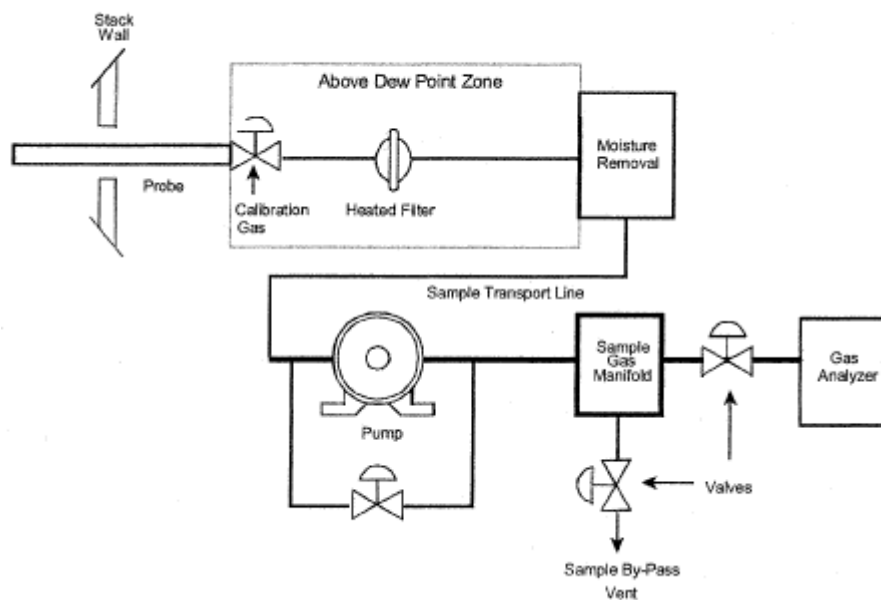 Stack
Wall
Above Dew Point Zone
Moisture
Removal
Probe
Calibration
Gas
Heated Filter
Sample Transport Line
Sample
Gas
Manifold
Gas
Analyzer
Pump
Valves
Sample By-Pass
Vent